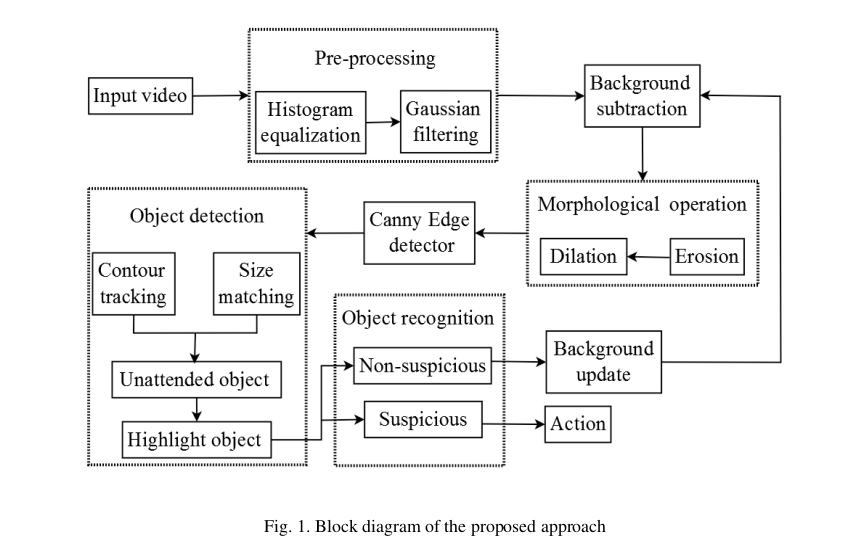 Pre-processing
Input video
Histogram
equalization
Gaussian
filtering
Background
subtraction
Morphological operation
Dilation
Erosion
Canny Edge
detector
Object detection
Contour
tracking
Size
matching
Unattended object
Highlight object
Object recognition
Non-suspicious
Suspicious
Background
update
Action
Fig. 1. Block diagram of the proposed approach